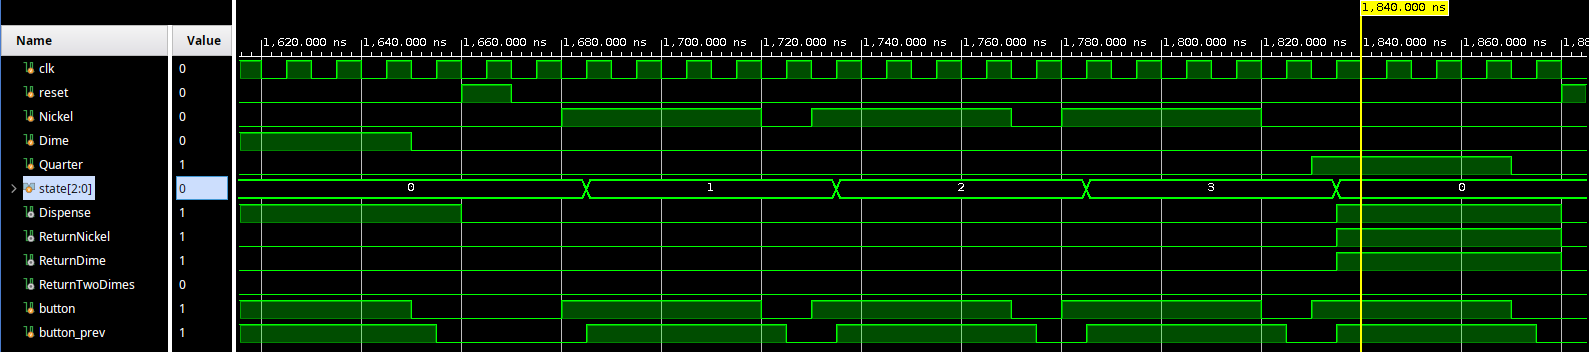 1,840.000 ns
Name Value 1,620.000 ns 1,640.000 ns 1,660.000 ns 1,680.000 ns 1,700.000 ns 1,720.000 ns 1,740.000 ns 1,760.000 ns 1,780.000 ns 1,800.000 ns 1,820.000 ns 1,840.000 ns 1,860.000 ns 1,88
clk 0
reset 0
Nickel 0
Dime 0
Quarter 1
state[2:0] 0 0 1 2 3 0
Dispense 1
ReturnNickel 1
ReturnDime 1
ReturnTwoDimes 0
button 1
button_prev 1